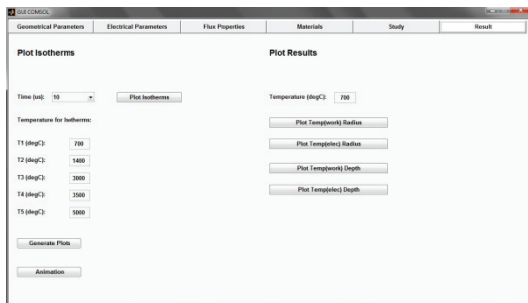 GUI COMSOL
Geometrical Parameters Electrical Parameters Flux Properties Materials Study Result
Plot Isotherms Plot Results
Time (us): 10 Plot Isotherms Temperature (degC): 700
Temperature for Isotherms:
Plot Temp(work) Radius
T1 (degC): 700 Plot Temp(elec) Radius
T2 (degC): 1400
Plot Temp(work) Depth
T3 (degC): 3000
Plot Temp(elec) Depth
T4 (degC): 3500
T5 (degC): 5000
Generate Plots
Animation